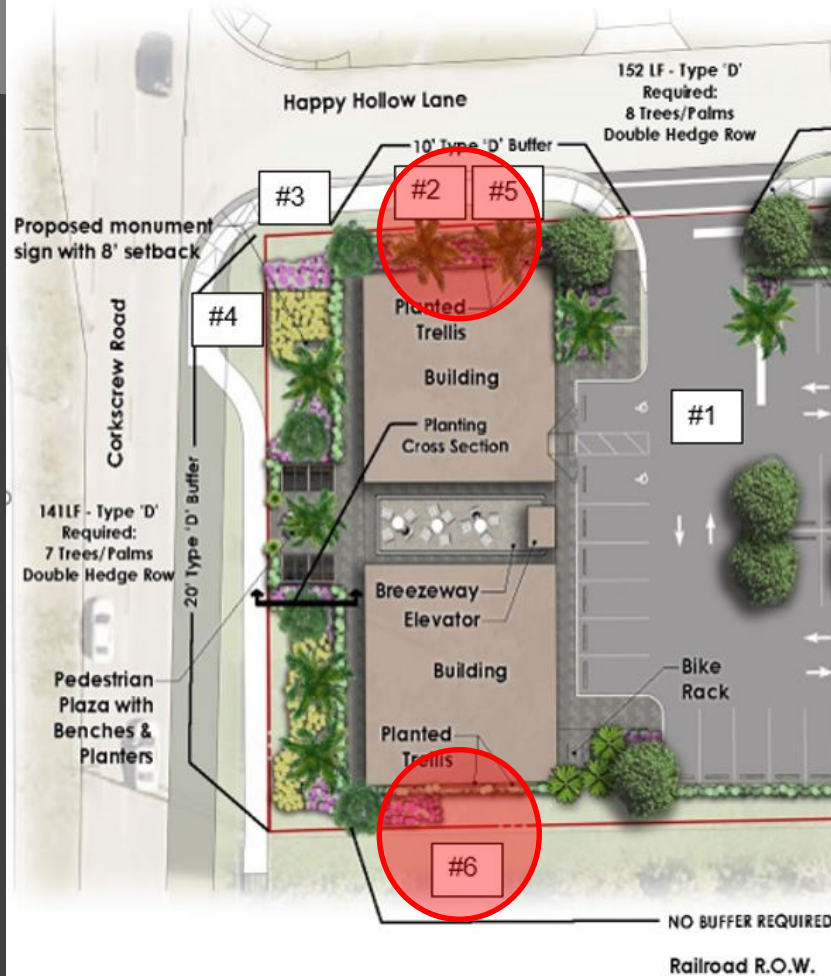 152 LF - Type 'D'
Required:
8 Trees/Palms
Double Hedge Row
Happy Hollow Lane
10' Type 'D' Buffer
#3
#2
#5
Proposed monument
sign with 8' setback
#4
Corkscrew Road
Planted
Trellis
Building
#1
Planting
Cross Section
141LF - Type 'D'
Required:
7 Trees/Palms
Double Hedge Row
20' Type 'D' Buffer
Breezeway
Elevator
Building
Bike
Rack
Pedestrian
Plaza with
Benches &
Planters
Planted
Trellis
#6
NO BUFFER REQUIRED
Railroad R.O.W.